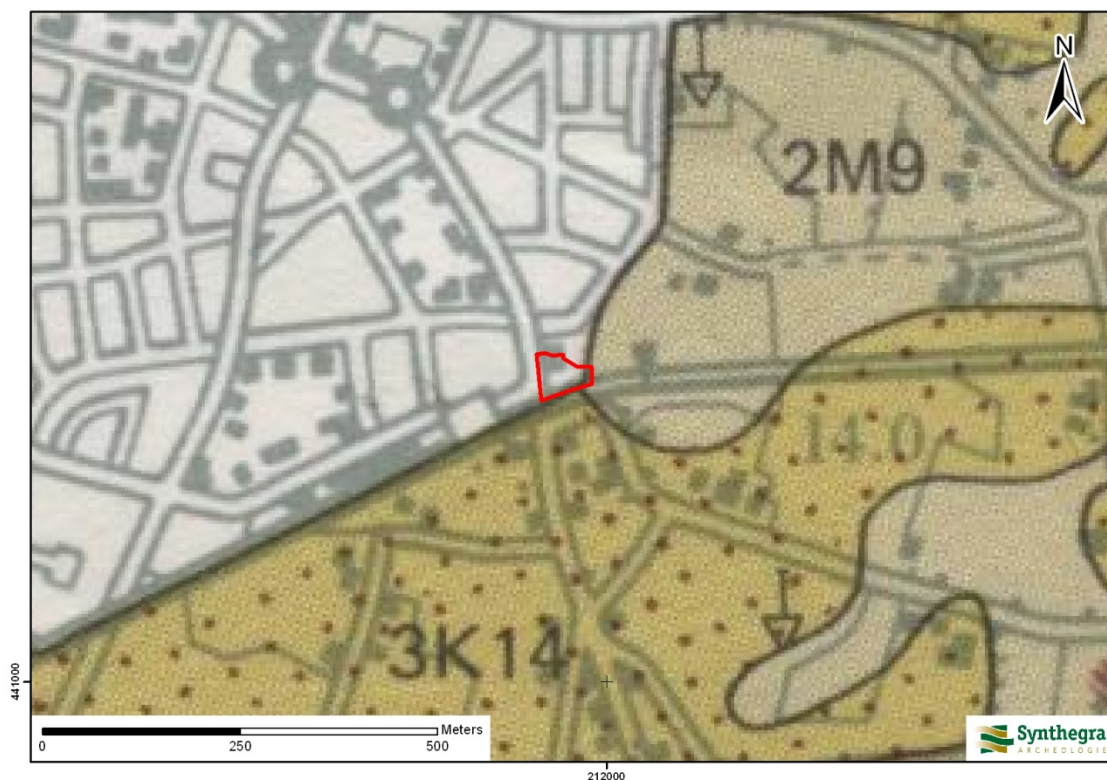 N
2M9
14.0
3K14
441000
Meters
0 250 500
Synthegra
ARCHEOLOGIE
212000